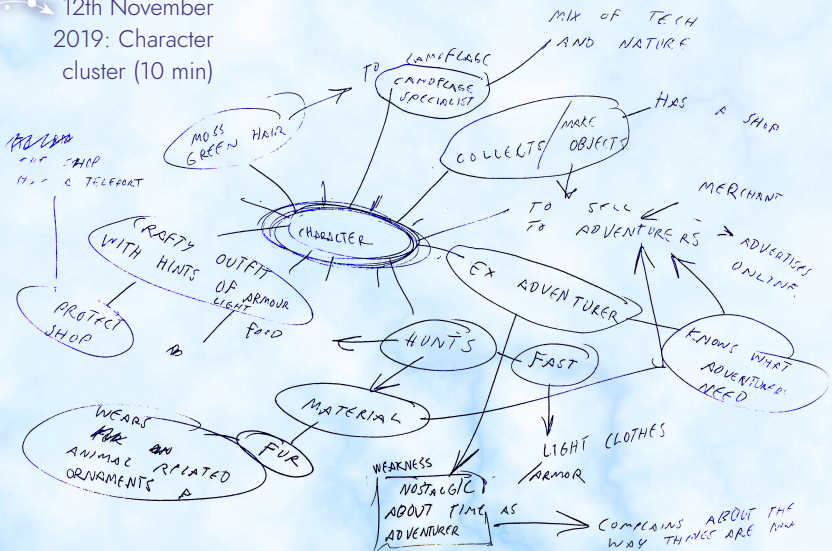 12th November
2019: Character
cluster (10 min)
MIX OF TECH
AND NATURE
TO CAMOFLAGE
CAMOFLAGE
SPECIALIST
MOSS
GREEN HAIR
COLLECTS/MAKE
OBJECTS
HAS A SHOP
SHOP
A TELEPORT
CHARACTER
TO SELL
TO ADVENTURERS
MERCHANT
ADVERTISES
ONLINE.
CRAFTY OUTFIT
WITH HINTS OF
LIGHT ARMOUR
EX ADVENTURER
PROTECT
SHOP
FOOD
HUNTS
FAST
KNOWS WHAT
ADVENTURERS
NEED
MATERIAL
WEARS
ANIMAL RELATED
ORNAMENTS
FUR
LIGHT CLOTHES
/ARMOR
WEAKNESS
NOSTALGIC
ABOUT TIME AS
ADVENTURER
COMPLAINS ABOUT THE
WAY THINGS ARE NOW